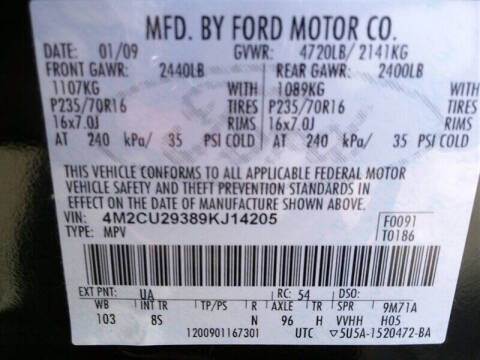 MFD. BY FORD MOTOR CO.
DATE: 01/09 GVWR: 4720LB/ 2141KG
FRONT GAWR: 2440LB REAR GAWR: 2400LB
1107KG WITH 1089KG WITH
P235/70R16 TIRES P235/70R16 TIRES
16x7.0J RIMS 16x7.0J RIMS
AT 240 kPa/ 35 PSI COLD AT 240 kPa/ 35 PSI COLD
THIS VEHICLE CONFORMS TO ALL APPLICABLE FEDERAL MOTOR
VEHICLE SAFETY AND THEFT PREVENTION STANDARDS IN
EFFECT ON THE DATE OF MANUFACTURE SHOWN ABOVE.
VIN: 4M2CU29389KJ14205 F0091
TYPE: MPV T0186
EXT PNT: UA RC: 54 DSO:
WB INT TR TP/PS R AXLE TR SPR 9M71A
103 8S N 96 H VVHH H05
1200901167301 UTC ▽5U5A-1520472-BA